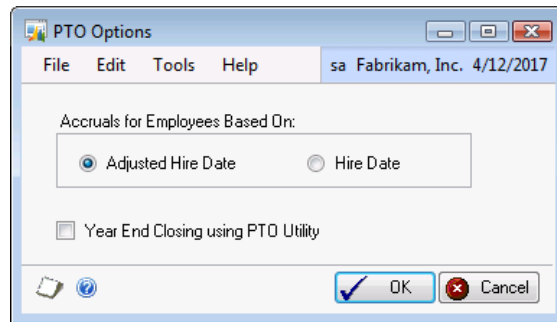 PTO Options
File Edit Tools Help sa Fabrikam, Inc. 4/12/2017
Accruals for Employees Based On:
Adjusted Hire Date Hire Date
Year End Closing using PTO Utility
OK Cancel